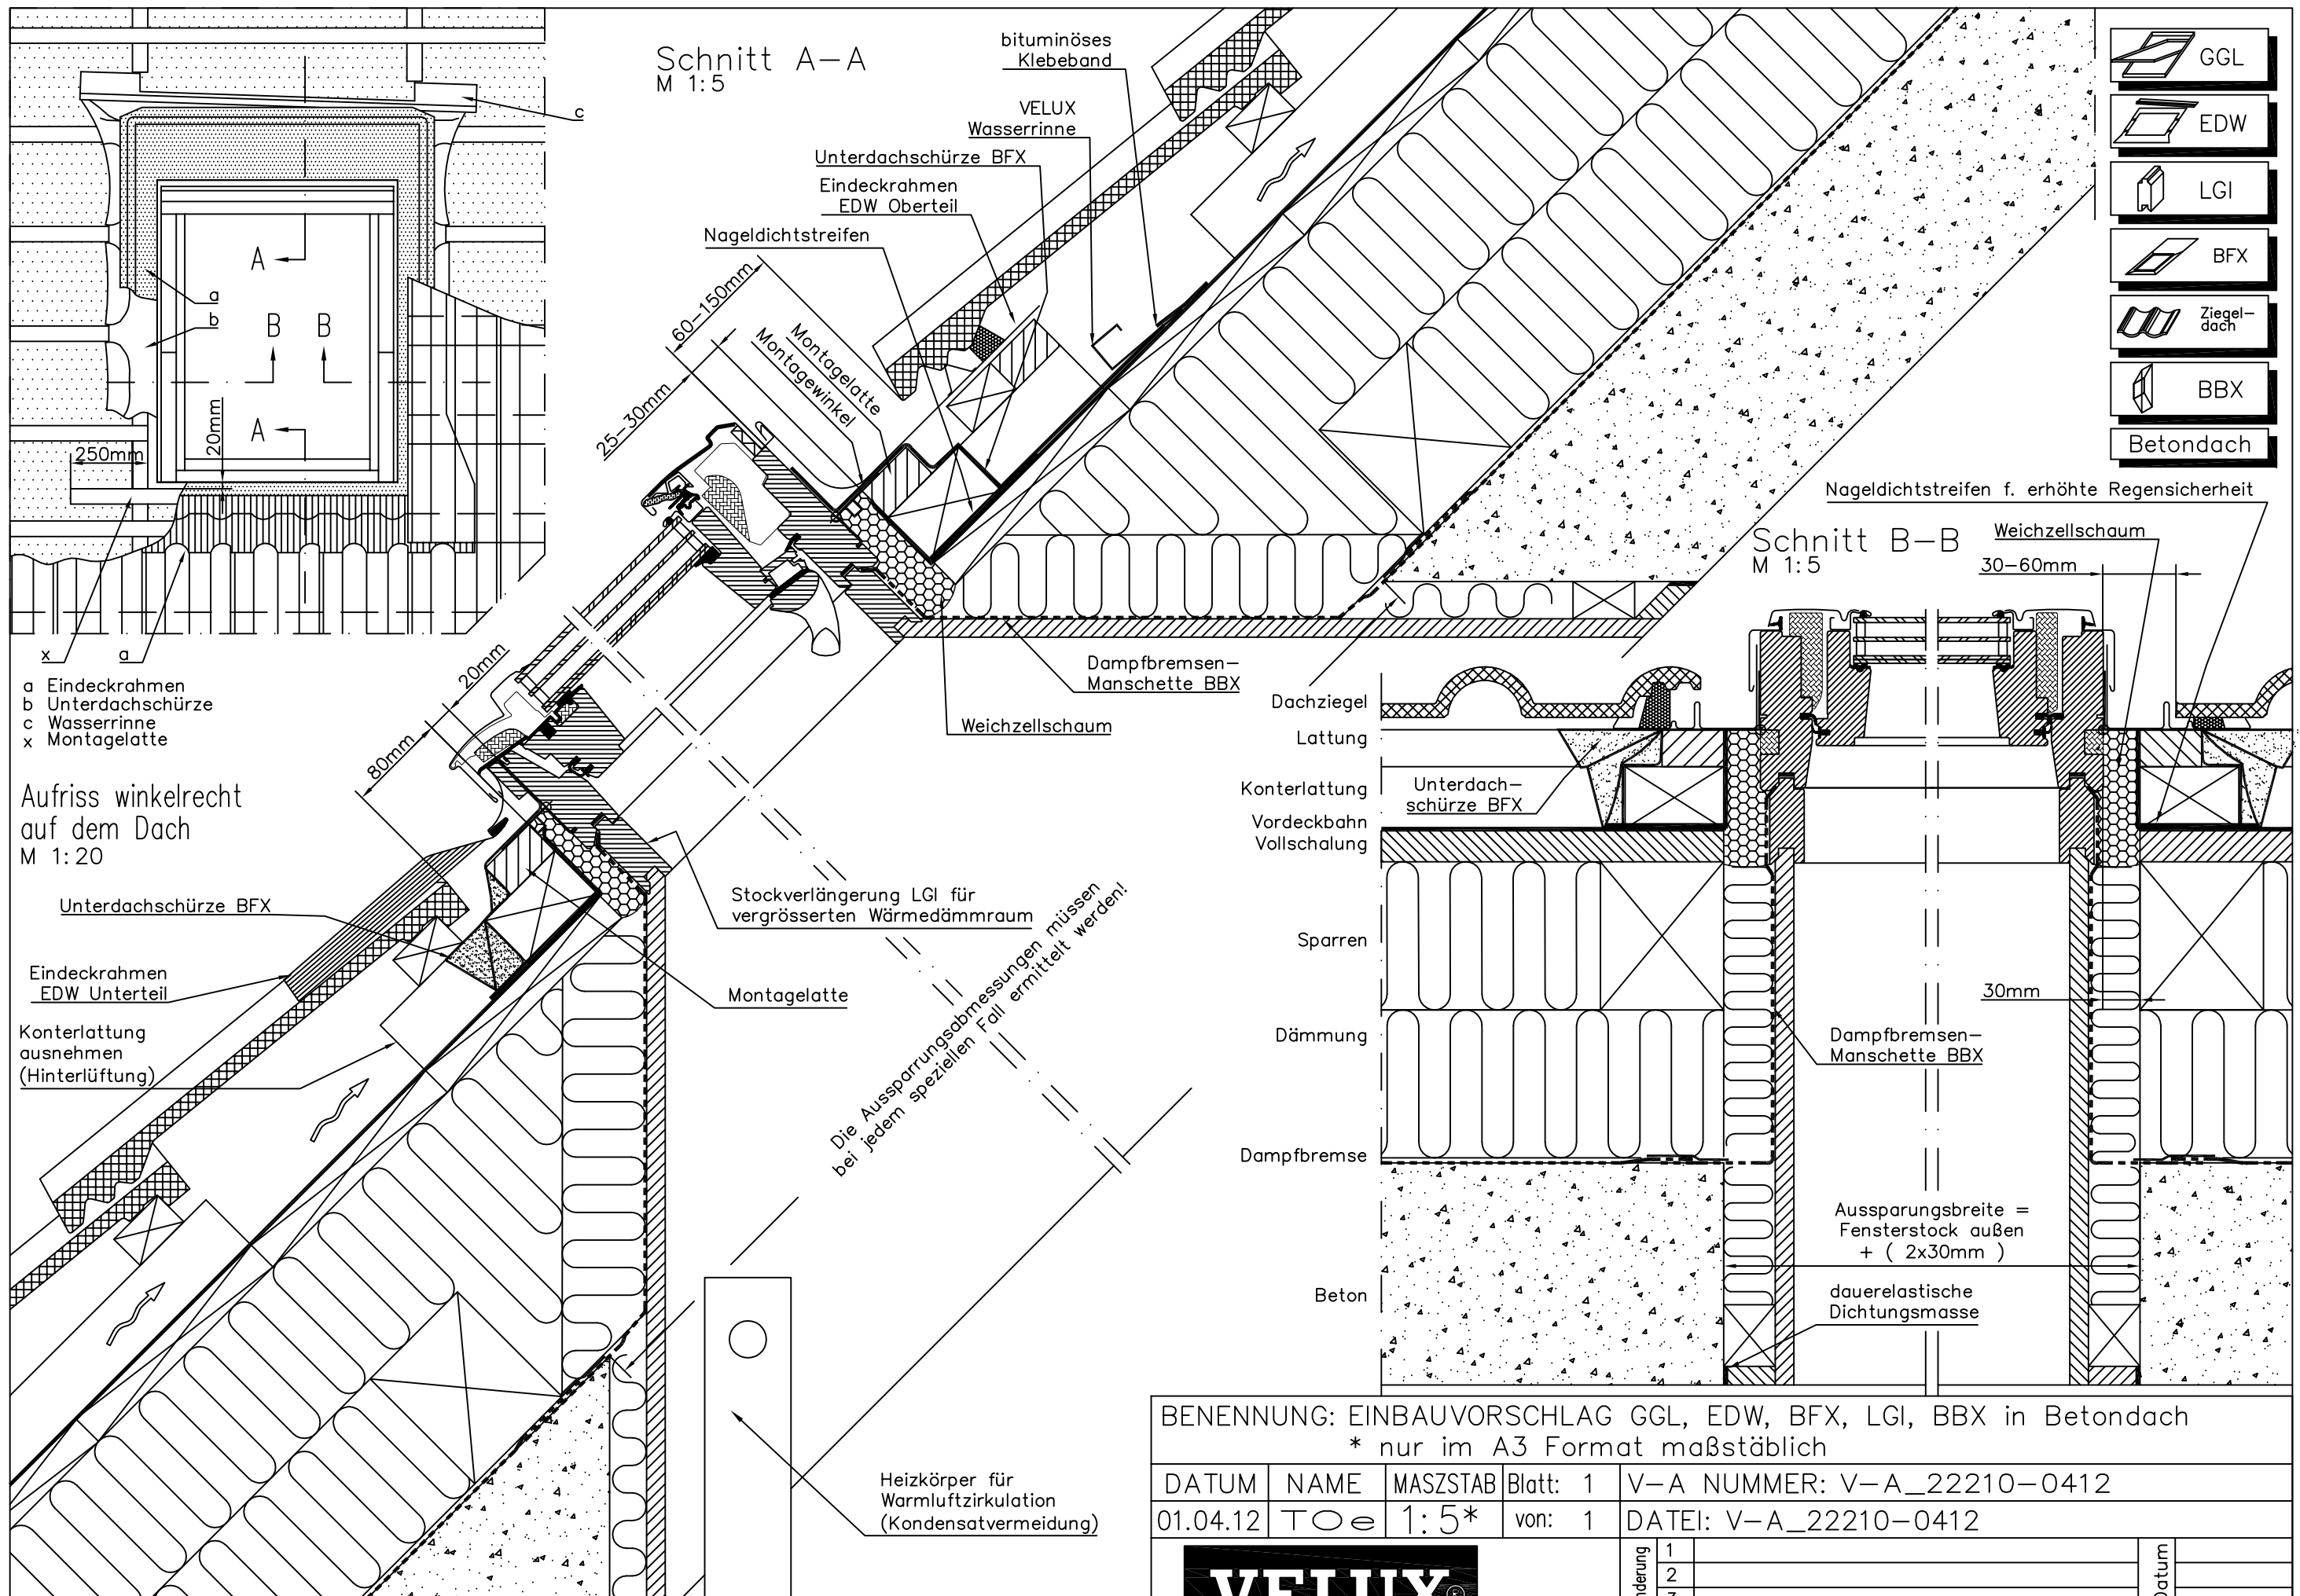 Schnitt A-A
M 1:5
bituminöses
Klebeband
VELUX
Wasserrinne
Unterdachschürze BFX
Eindeckrahmen
EDW Oberteil
Nageldichtstreifen
60-150mm
25-30mm
Montagelatte
Montagewinkel
c
A
a
b
B B
A
20mm
250mm
x a
a Eindeckrahmen
b Unterdachschürze
c Wasserrinne
x Montagelatte
Aufriss winkelrecht
auf dem Dach
M 1:20
20mm
80mm
Unterdachschürze BFX
Eindeckrahmen
EDW Unterteil
Konterlattung
ausnehmen
(Hinterlüftung)
Dampfbremsen-
Manschette BBX
Weichzellschaum
Stockverlängerung LGI für
vergrösserten Wärmedämmraum
Montagelatte
Die Aussparrungsabmessungen müssen
bei jedem speziellen Fall ermittelt werden!
Heizkörper für
Warmluftzirkulation
(Kondensatvermeidung)
GGL
EDW
LGI
BFX
Ziegel-
dach
BBX
Betondach
Nageldichtstreifen f. erhöhte Regensicherheit
Schnitt B-B
M 1:5
Weichzellschaum
30-60mm
Dachziegel
Lattung
Konterlattung
Vordeckbahn
Vollschalung
Sparren
Dämmung
Dampfbremse
Beton
Unterdach-
schürze BFX
30mm
Dampfbremsen-
Manschette BBX
Aussparungsbreite =
Fensterstock außen
+ ( 2x30mm )
dauerelastische
Dichtungsmasse
BENENNUNG: EINBAUVORSCHLAG GGL, EDW, BFX, LGI, BBX in Betondach
* nur im A3 Format maßstäblich
DATUM NAME MASZSTAB Blatt: 1 V-A NUMMER: V-A_22210-0412
01.04.12 TOe 1:5* von: 1 DATEI: V-A_22210-0412
VELUX ®
1
2
Datum